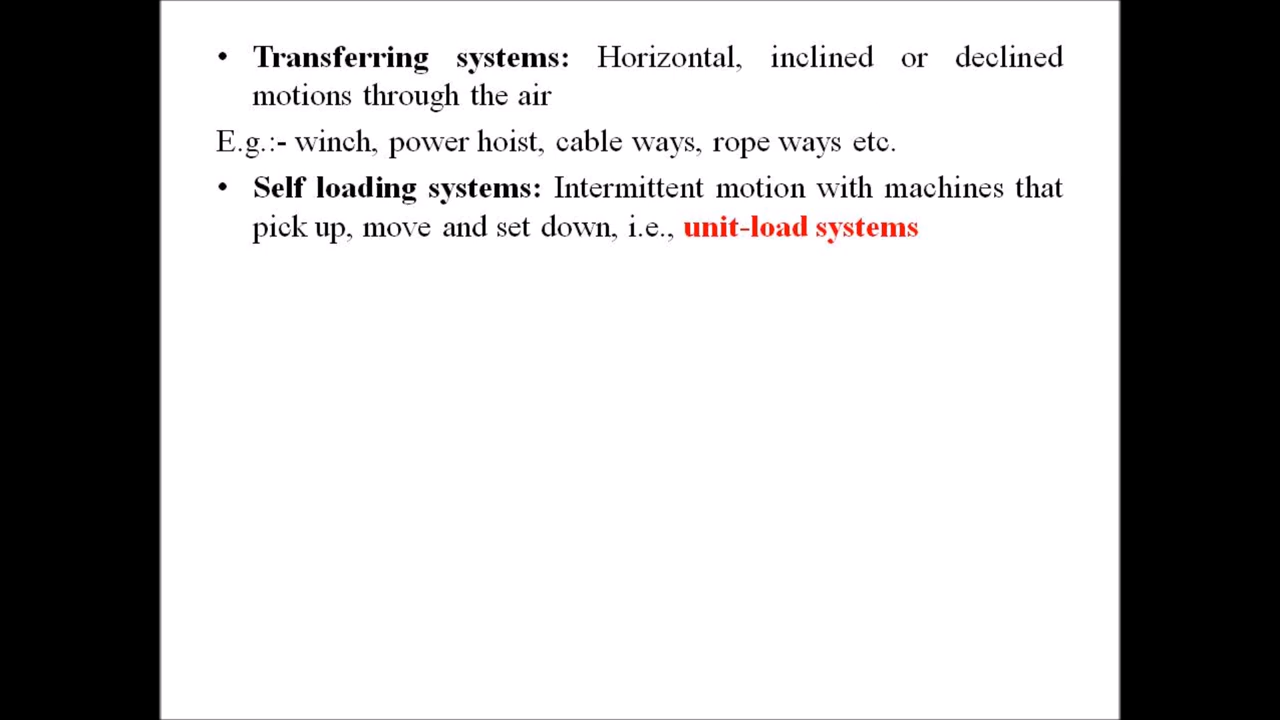 • Transferring systems: Horizontal, inclined or declined
motions through the air
E.g.:- winch, power hoist, cable ways, rope ways etc.
• Self loading systems: Intermittent motion with machines that
pick up, move and set down, i.e., unit-load systems